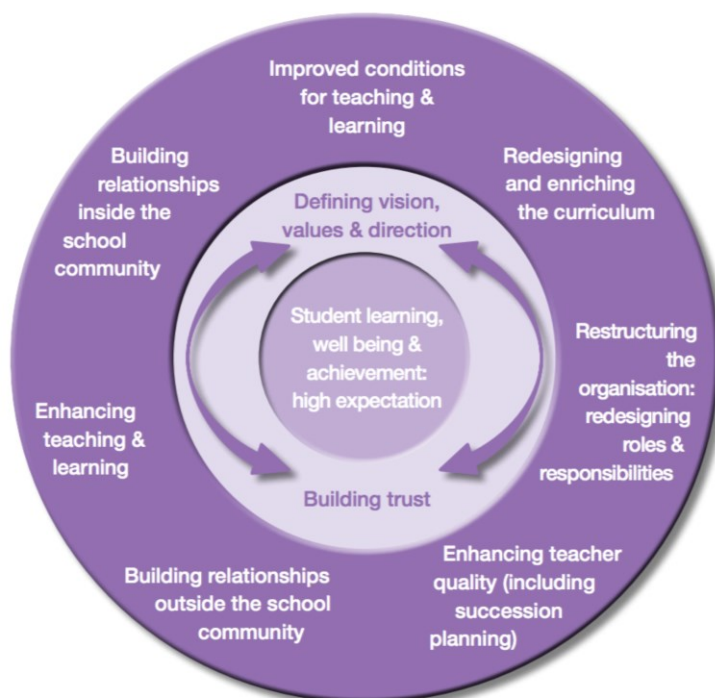 Improved conditions
for teaching &
learning
Redesigning
and enriching
the curriculum
Restructuring
the
organisation:
redesigning
roles &
responsibilities
Enhancing teacher
quality (including
succession
planning)
Building relationships
outside the school
community
Enhancing
teaching &
learning
Building
relationships
inside the
school
community
Defining vision,
values & direction
Student learning,
well being &
achievement:
high expectation
Building trust